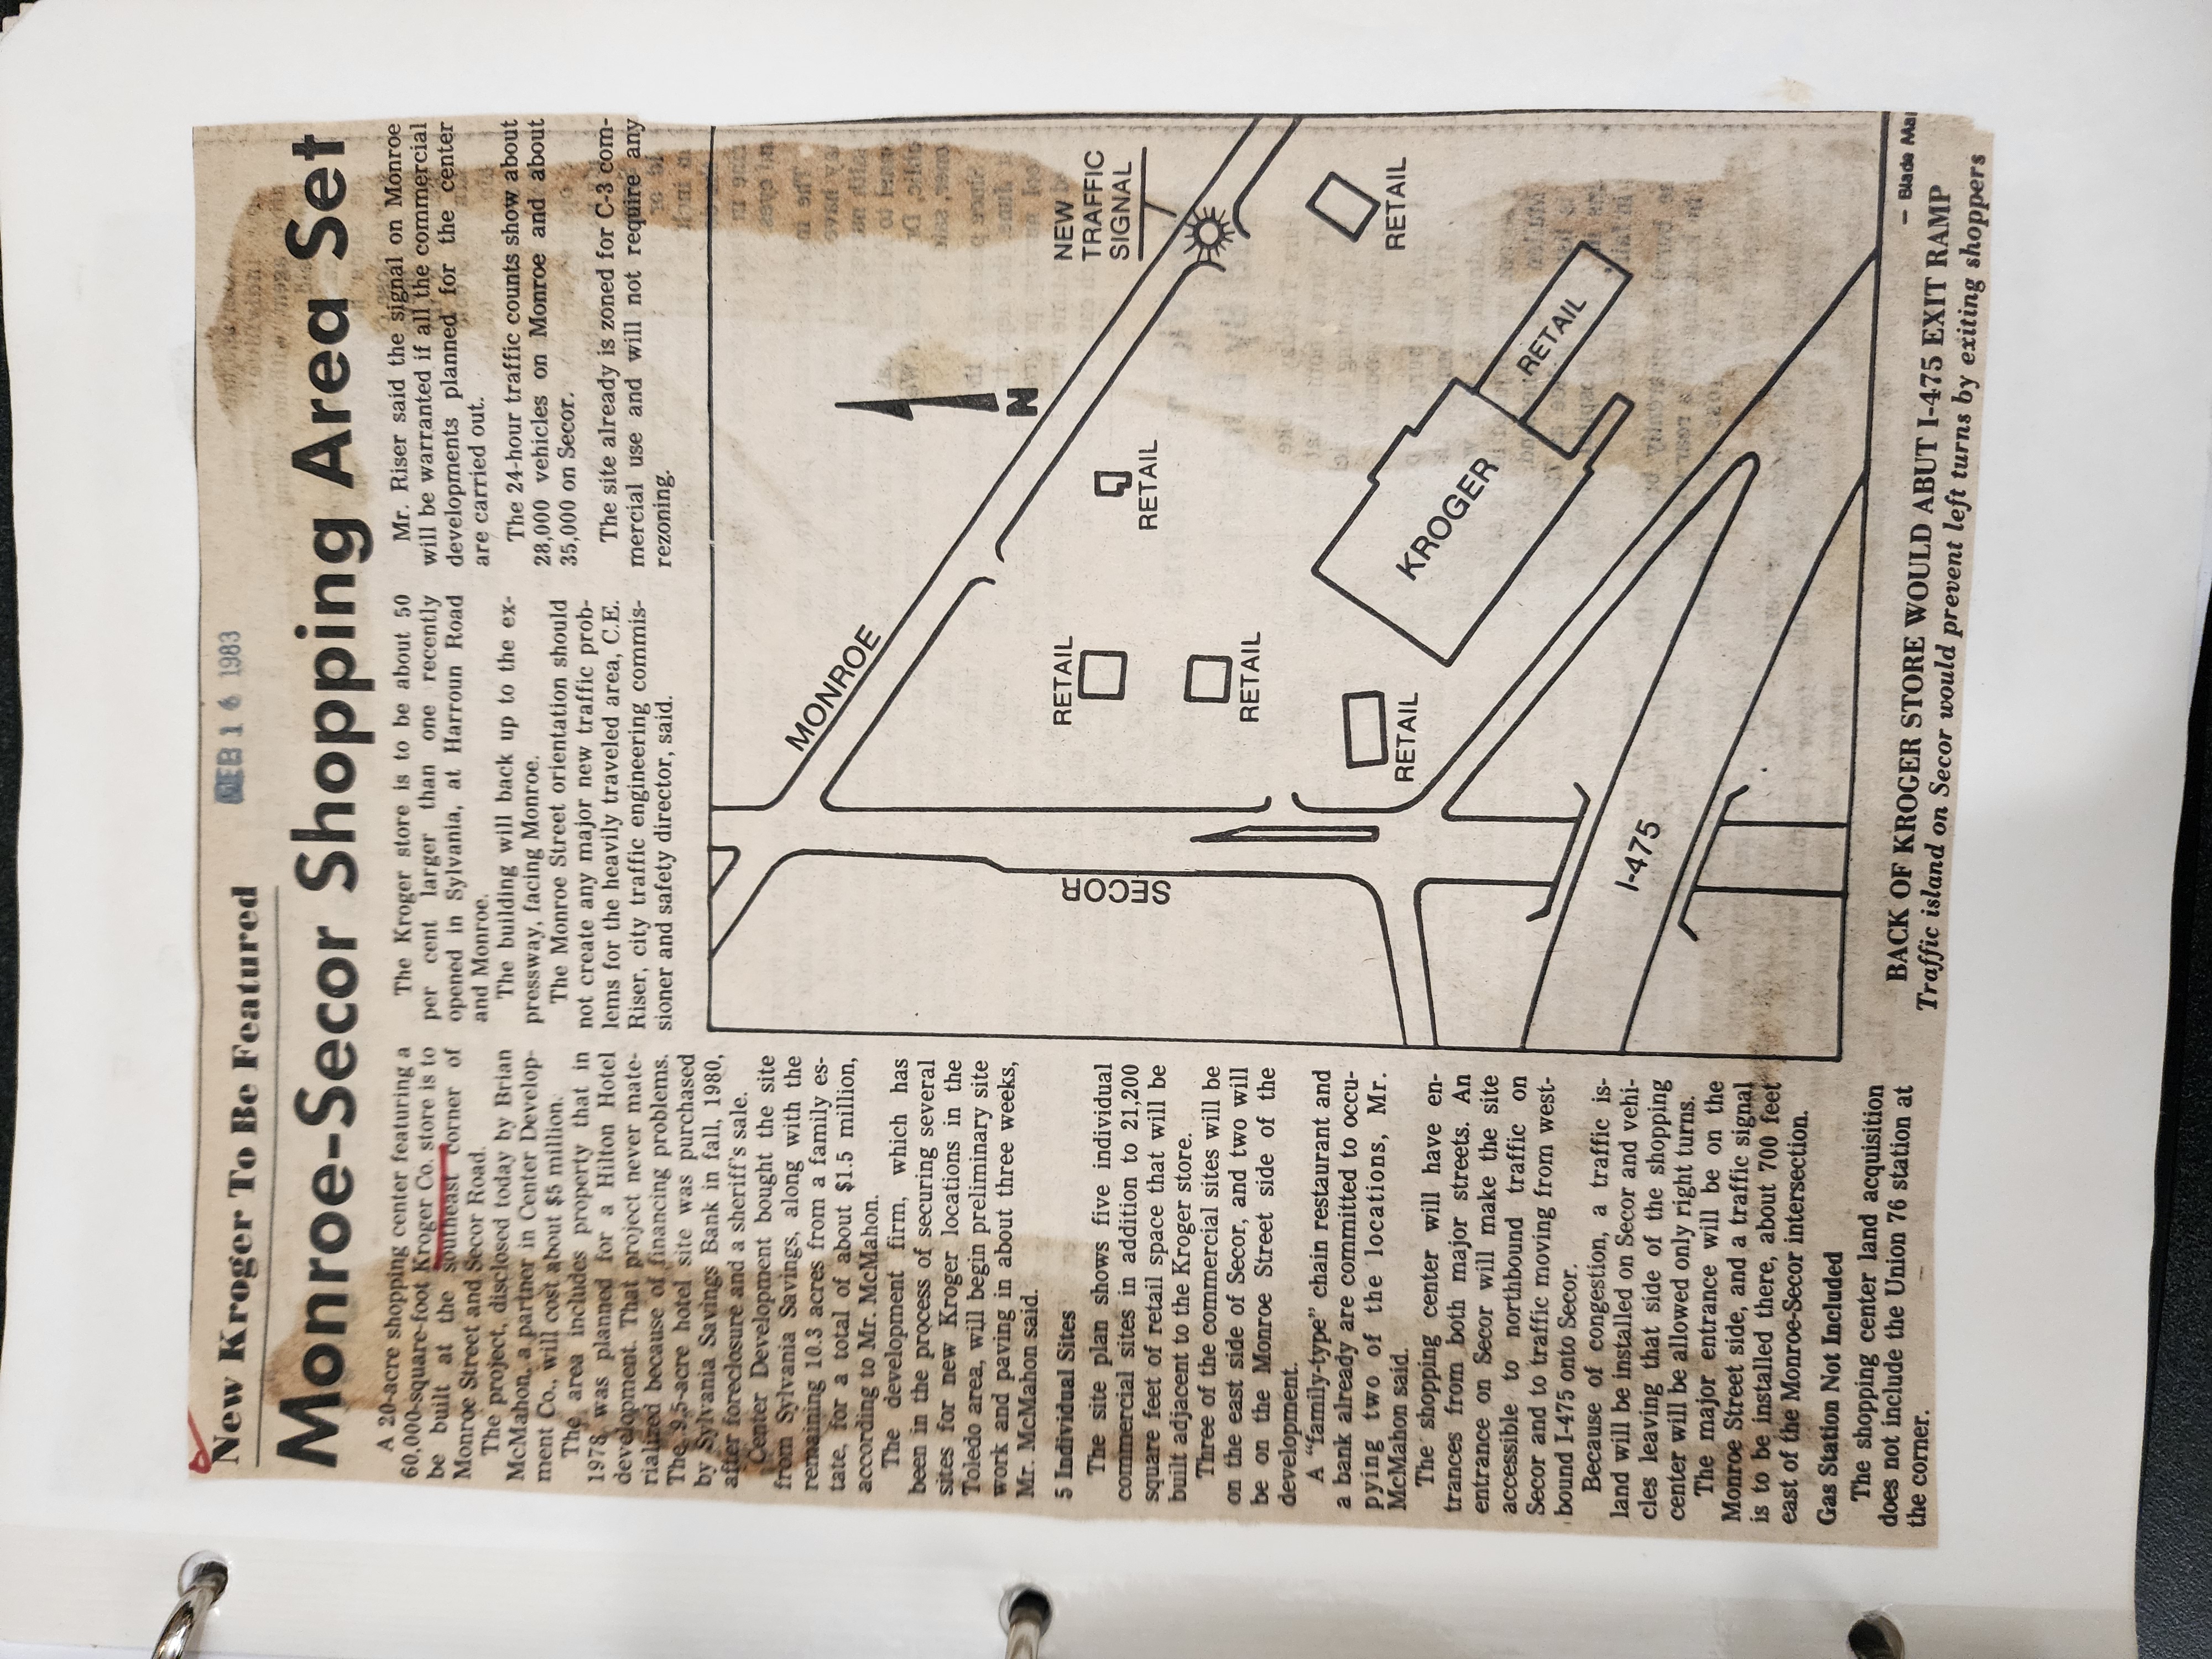 FEB 16 1983
New Kroger To Be Featured
Monroe-Secor Shopping Area Set
A 20-acre shopping center featuring a
60,000-square-foot Kroger Co. store is to
be built at the southeast corner of
Monroe Street and Secor Road.
The project, disclosed today by Brian
McMahon, a partner in Center Develop-
ment Co., will cost about $5 million.
The area includes property that in
1978 was planned for a Hilton Hotel
development. That project never mate-
rialized because of financing problems.
The 9.5-acre hotel site was purchased
by Sylvania Savings Bank in fall, 1980,
after foreclosure and a sheriff's sale.
Center Development bought the site
from Sylvania Savings, along with the
remaining 10.3 acres from a family es-
tate, for a total of about $1.5 million,
according to Mr. McMahon.
The development firm, which has
been in the process of securing several
sites for new Kroger locations in the
Toledo area, will begin preliminary site
work and paving in about three weeks,
Mr. McMahon said.
5 Individual Sites
The site plan shows five individual
commercial sites in addition to 21,200
square feet of retail space that will be
built adjacent to the Kroger store.
Three of the commercial sites will be
on the east side of Secor, and two will
be on the Monroe Street side of the
development.
A "family-type" chain restaurant and
a bank already are committed to occu-
pying two of the locations, Mr.
McMahon said.
The shopping center will have en-
trances from both major streets. An
entrance on Secor will make the site
accessible to northbound traffic on
Secor and to traffic moving from west-
bound I-475 onto Secor.
Because of congestion, a traffic is-
land will be installed on Secor and vehi-
cles leaving that side of the shopping
center will be allowed only right turns.
The major entrance will be on the
Monroe Street side, and a traffic signal
is to be installed there, about 700 feet
east of the Monroe-Secor intersection.
Gas Station Not Included
The shopping center land acquisition
does not include the Union 76 station at
the corner.
The Kroger store is to be about 50
per cent larger than one recently
opened in Sylvania, at Harroun Road
and Monroe.
The building will back up to the ex-
pressway, facing Monroe.
The Monroe Street orientation should
not create any major new traffic prob-
lems for the heavily traveled area, C.E.
Riser, city traffic engineering commis-
sioner and safety director, said.
Mr. Riser said the signal on Monroe
will be warranted if all the commercial
developments planned for the center
are carried out.
The 24-hour traffic counts show about
28,000 vehicles on Monroe and about
35,000 on Secor.
The site already is zoned for C-3 com-
mercial use and will not require any
rezoning.
MONROE
N
NEW
TRAFFIC
SIGNAL
RETAIL
RETAIL
RETAIL
RETAIL
SECOR
RETAIL
KROGER
RETAIL
I-475
— Blade Ma
BACK OF KROGER STORE WOULD ABUT I-475 EXIT RAMP
Traffic island on Secor would prevent left turns by exiting shoppers